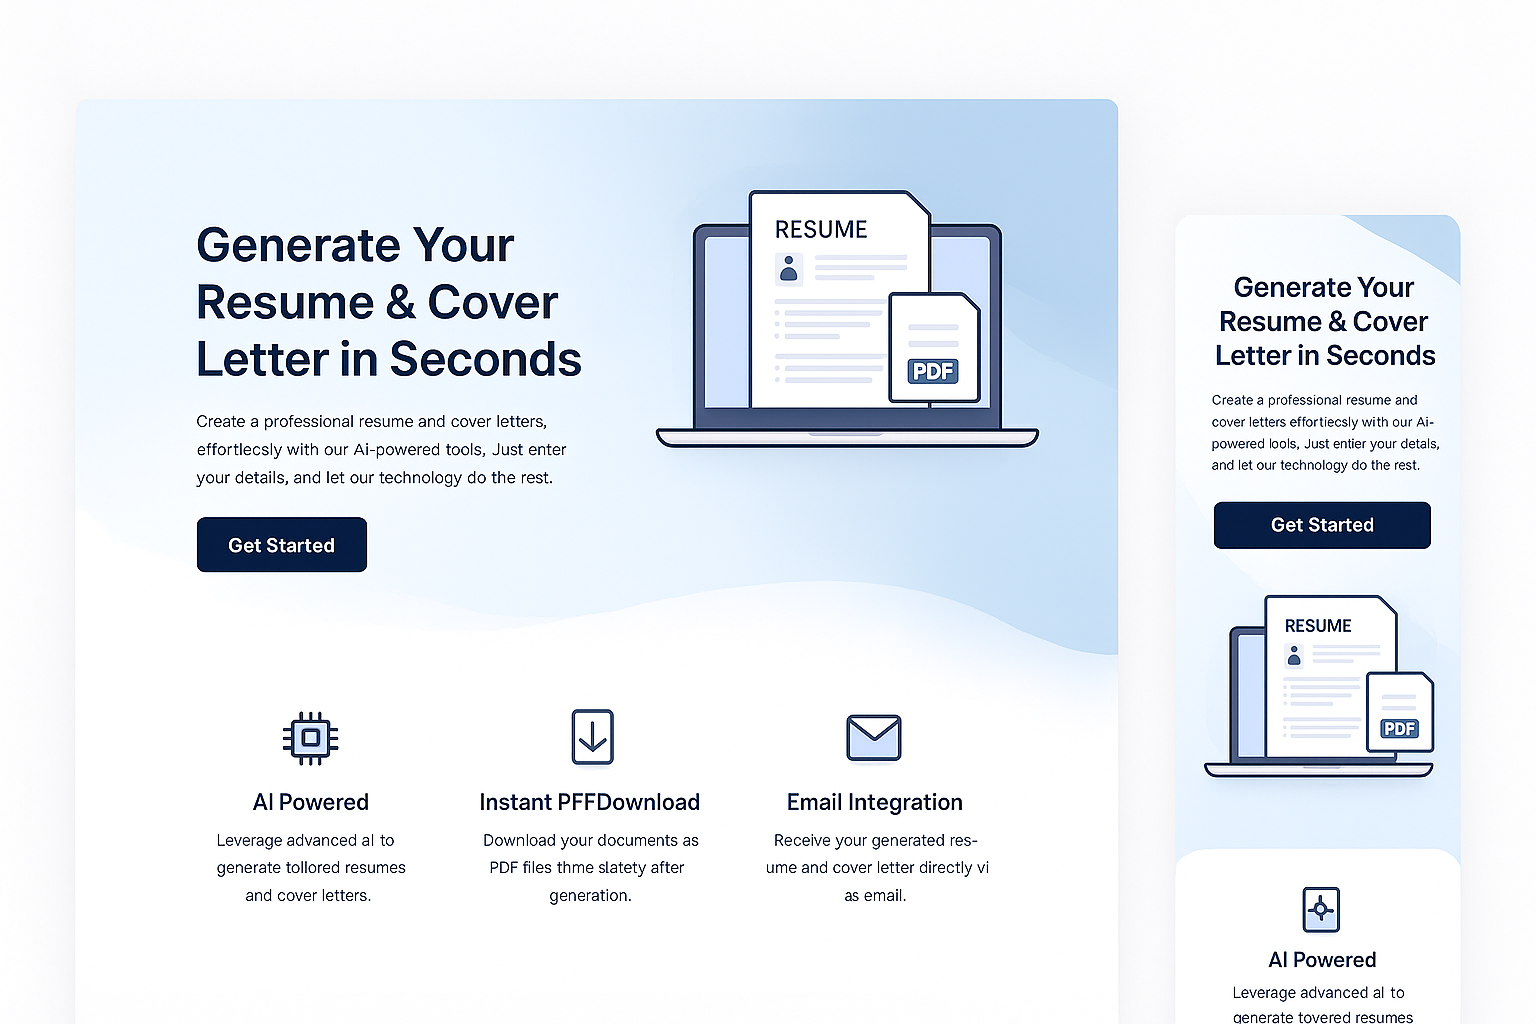 Generate Your
Resume & Cover
Letter in Seconds
Create a professional resume and cover letters,
effortlecsly with our Ai-powered tools, Just enter
your details, and let our technology do the rest.
Get Started
RESUME
PDF
AI Powered
Leverage advanced al to
generate tollored resumes
and cover letters.
Instant PFFDownload
Download your documents as
PDF files thme slatety after
generation.
Email Integration
Receive your generated res-
ume and cover letter directly vi
as email.
Generate Your
Resume & Cover
Letter in Seconds
Create a professional resume and
cover letters effortiecsly with our Ai-
powered lools, Just entier your detals,
and let our technology do the rest.
Get Started
RESUME
PDF
AI Powered
Leverage advanced al to
generate tovered resumes